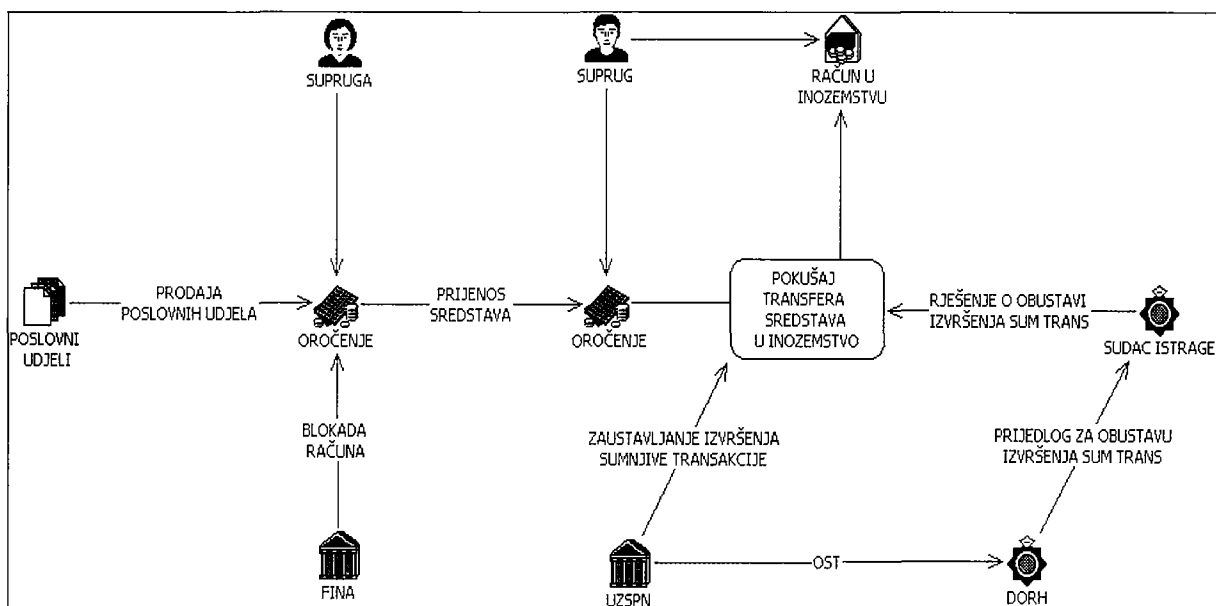 SUPRUGA
SUPRUG
RAČUN U
INOZEMSTVU
POSLOVNI
UDJELI
PRODAJA
POSLOVNIH UDJELA
OROČENJE
PRIJENOS
SREDSTAVA
OROČENJE
POKUŠAJ
TRANSFERA
SREDSTAVA
U INOZEMSTVO
RJEŠENJE O OBUSTAVI
IZVRŠENJA SUM TRANS
SUDAC ISTRAGE
BLOKADA
RAČUNA
ZAUSTAVLJANJE IZVRŠENJA
SUMNJIVE TRANSAKCIJE
PRIJEDLOG ZA OBUSTAVU
IZVRŠENJA SUM TRANS
FINA
UZSPN
OST
DORH